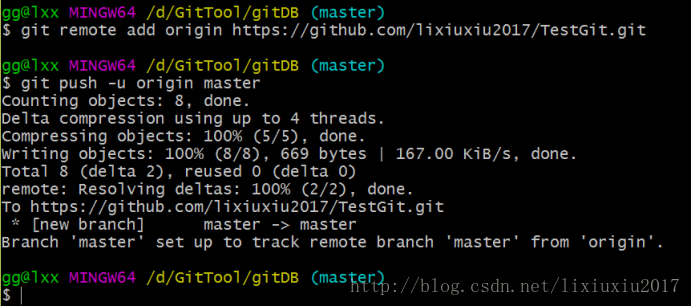 gg@lxx MINGW64 /d/GitTool/gitDB (master)
$ git remote add origin https://github.com/lixiuxiu2017/TestGit.git
gg@lxx MINGW64 /d/GitTool/gitDB (master)
$ git push -u origin master
Counting objects: 8, done.
Delta compression using up to 4 threads.
Compressing objects: 100% (5/5), done.
Writing objects: 100% (8/8), 669 bytes | 167.00 KiB/s, done.
Total 8 (delta 2), reused 0 (delta 0)
remote: Resolving deltas: 100% (2/2), done.
To https://github.com/lixiuxiu2017/TestGit.git
 * [new branch]      master -> master
Branch 'master' set up to track remote branch 'master' from 'origin'.
gg@lxx MINGW64 /d/GitTool/gitDB (master)
$
http://blog.csdn.net/lixiuxiu2017